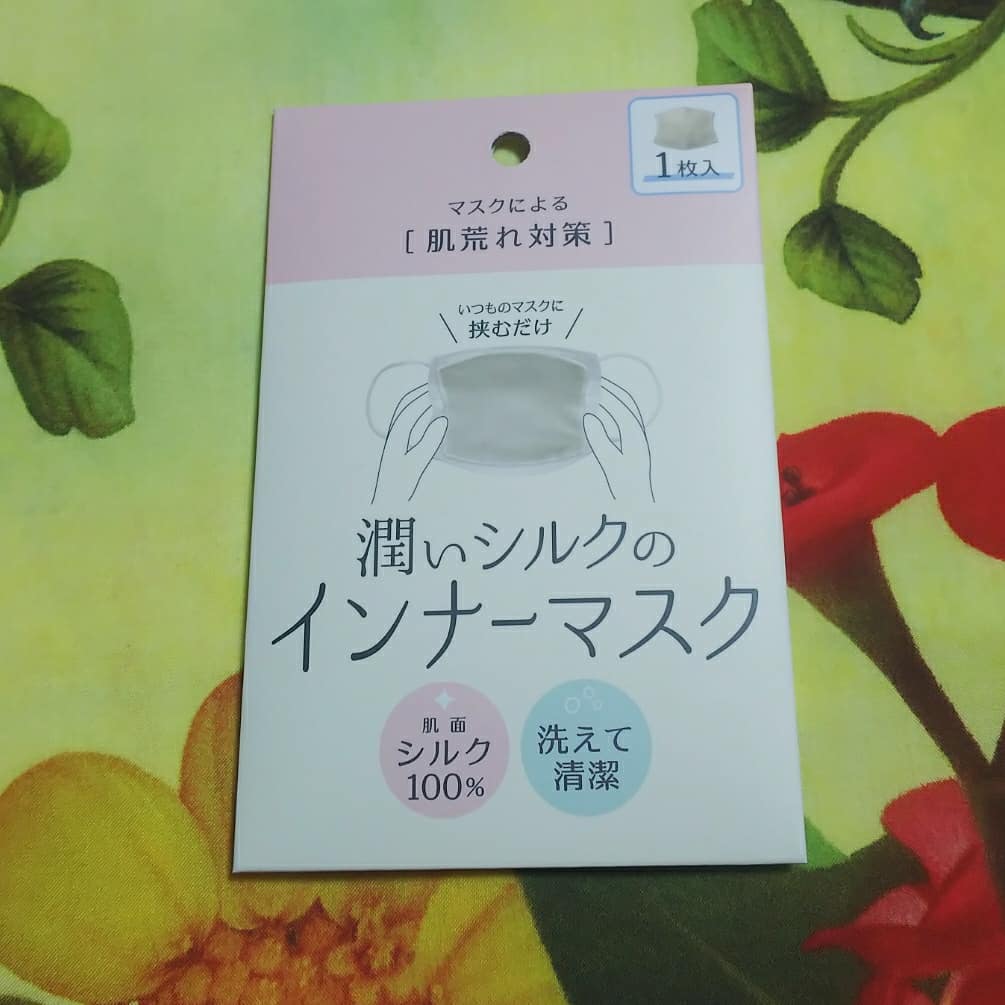 1枚入
マスクによる
[肌荒れ対策]
いつものマスクに
挟むだけ
潤いシルクの
インナーマスク
肌面
シルク
100%
洗えて
清潔